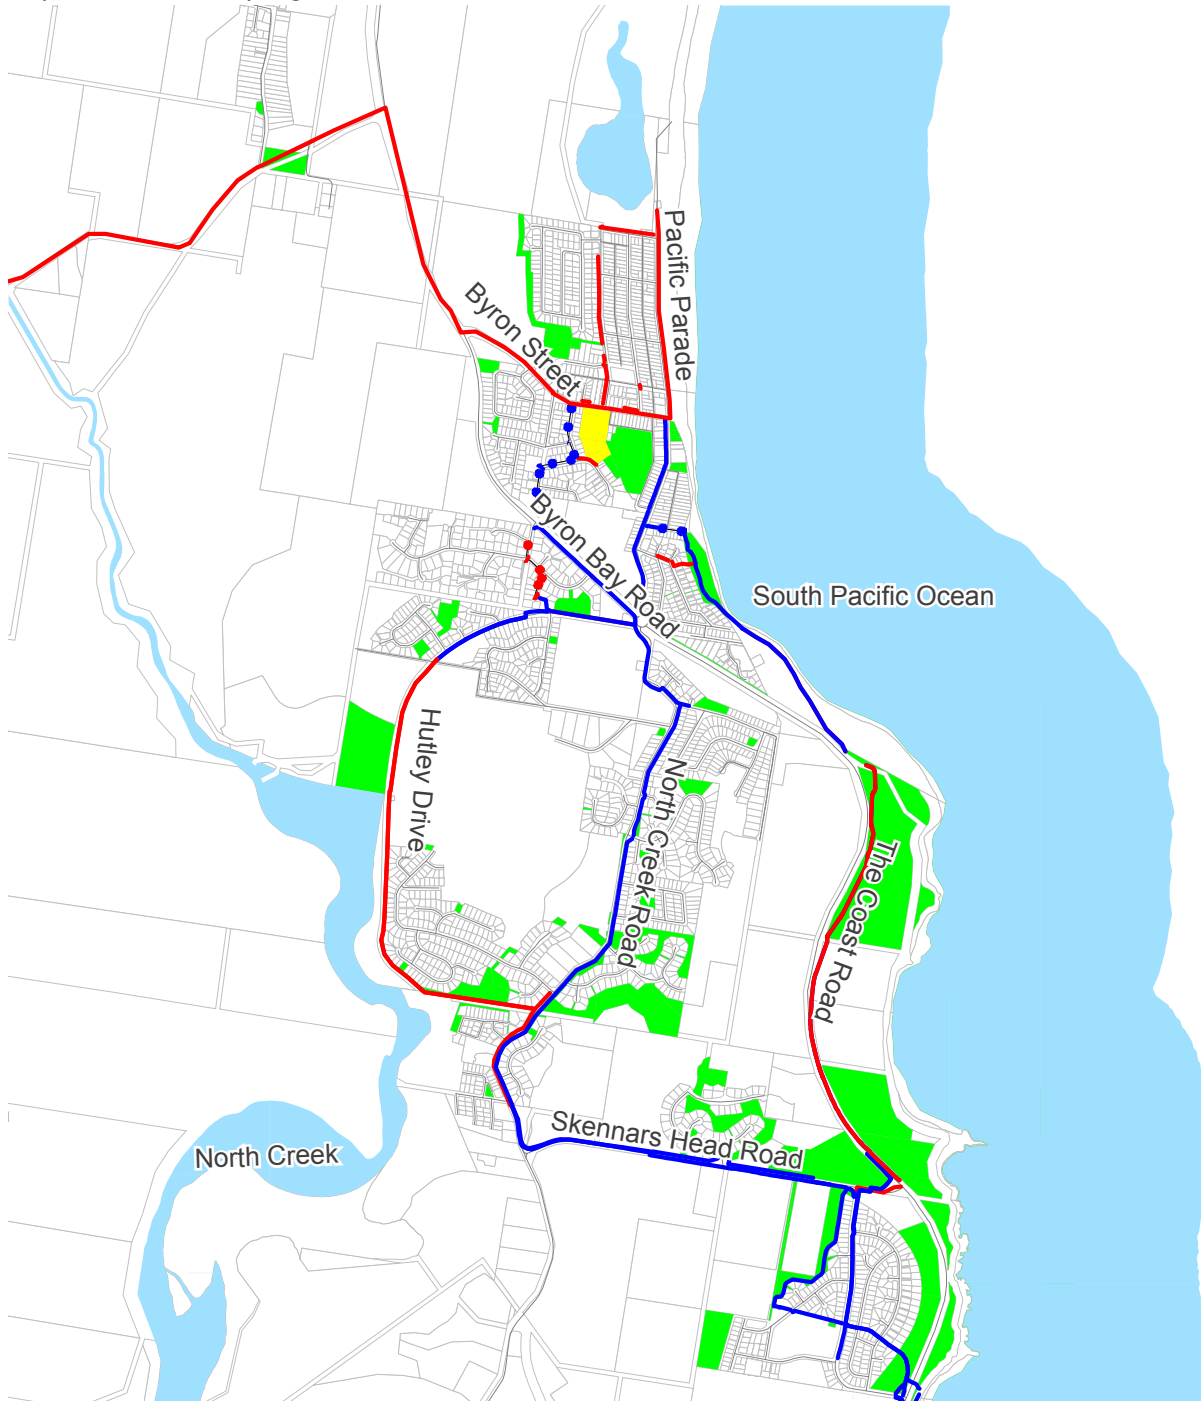 Pacific Parade
Byron Street
Byron Bay Road
South Pacific Ocean
Hutley Drive
North Creek Road
The Coast Road
Skennars Head Road
North Creek